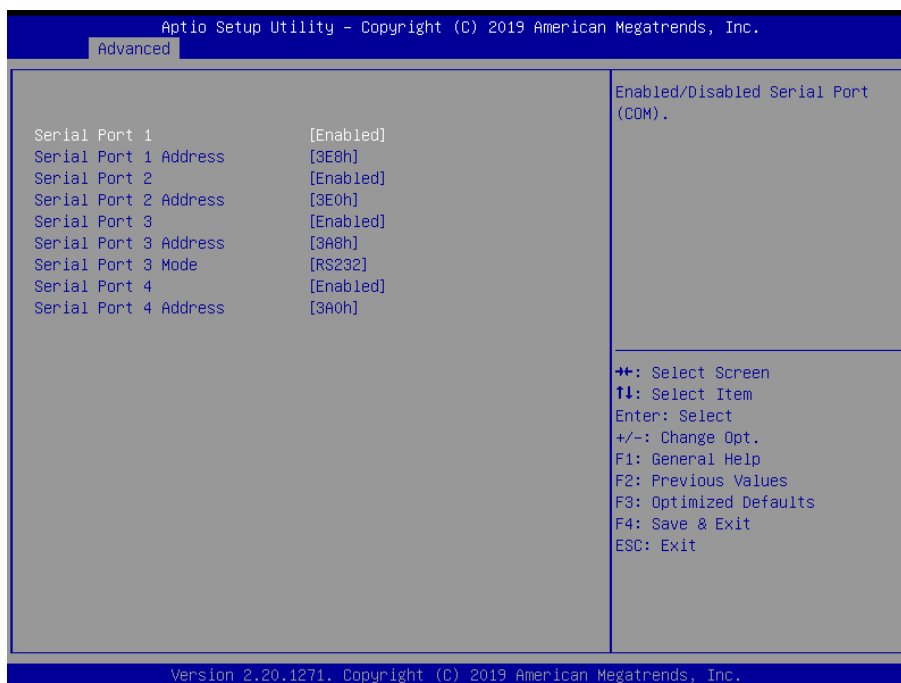 Aptio Setup Utility – Copyright (C) 2019 American Megatrends, Inc.
Advanced
Serial Port 1 [Enabled]
Serial Port 1 Address [3E8h]
Serial Port 2 [Enabled]
Serial Port 2 Address [3E0h]
Serial Port 3 [Enabled]
Serial Port 3 Address [3A8h]
Serial Port 3 Mode [RS232]
Serial Port 4 [Enabled]
Serial Port 4 Address [3A0h]
Enabled/Disabled Serial Port
(COM).
→←: Select Screen
↑↓: Select Item
Enter: Select
+/-: Change Opt.
F1: General Help
F2: Previous Values
F3: Optimized Defaults
F4: Save & Exit
ESC: Exit
Version 2.20.1271. Copyright (C) 2019 American Megatrends, Inc.